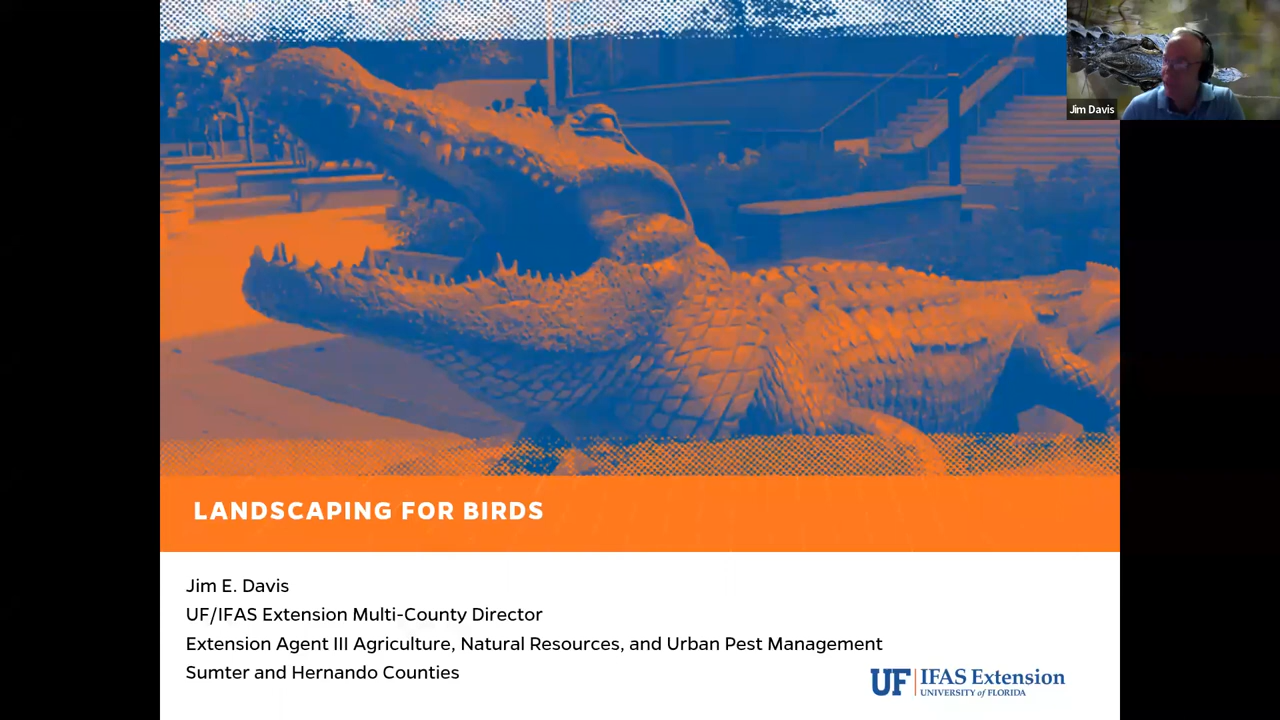 Jim Davis
LANDSCAPING FOR BIRDS
Jim E. Davis
UF/IFAS Extension Multi-County Director
Extension Agent III Agriculture, Natural Resources, and Urban Pest Management
Sumter and Hernando Counties
UF IFAS Extension
UNIVERSITY of FLORIDA